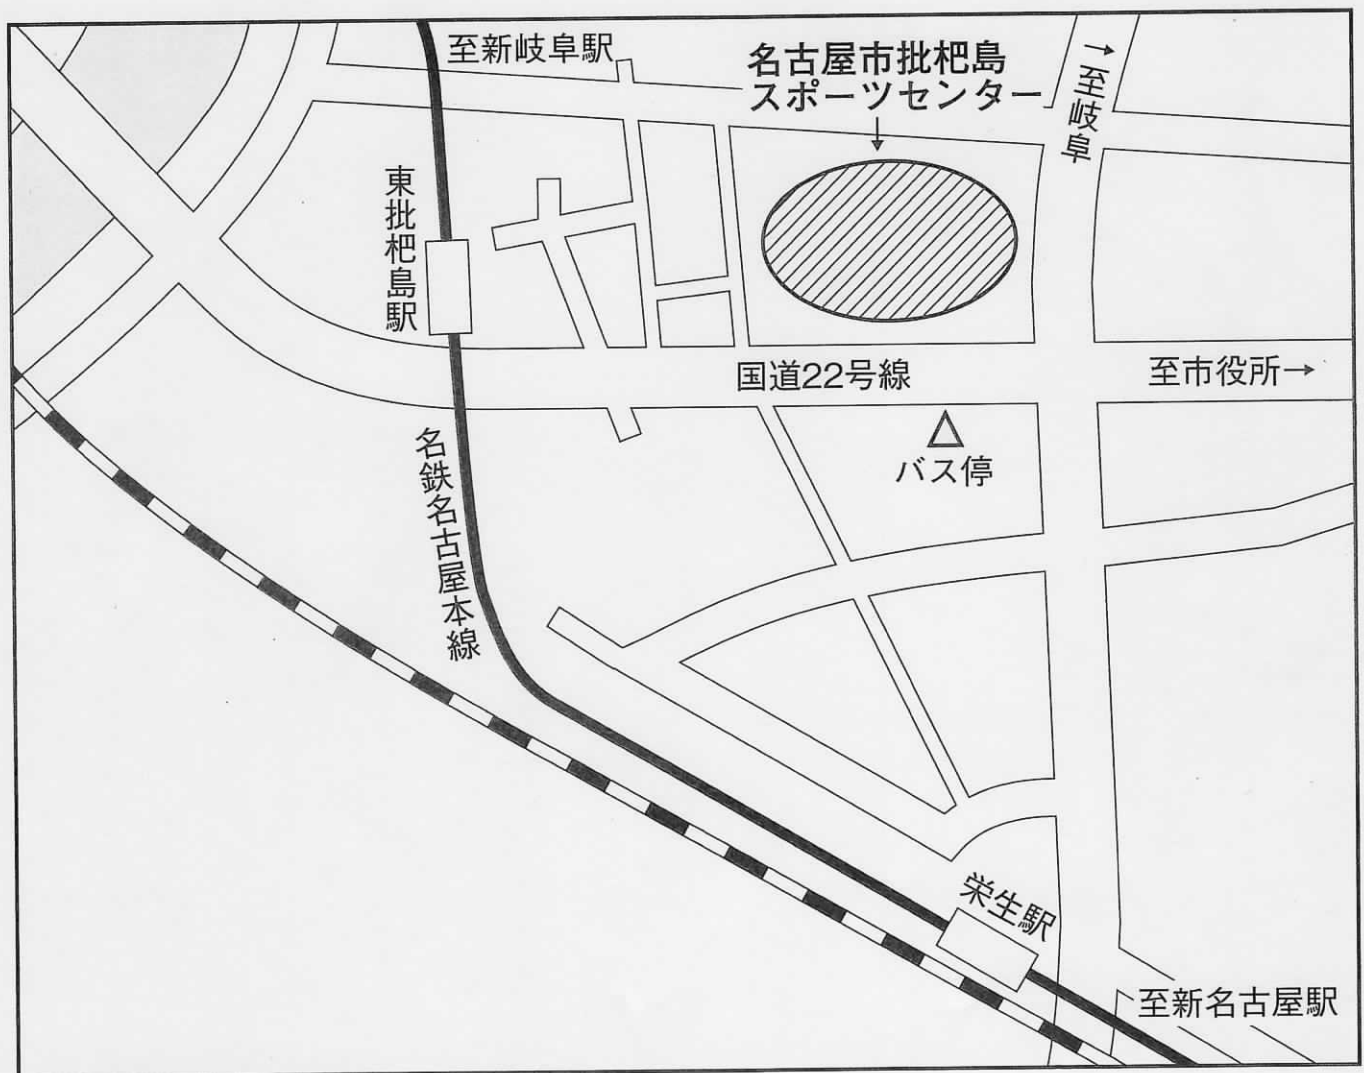 至新岐阜駅
名古屋市批杷島
スポーツセンター
↓
→至岐阜
東批杷島駅
国道22号線
至市役所→
バス停
名鉄名古屋本線
栄生駅
至新名古屋駅